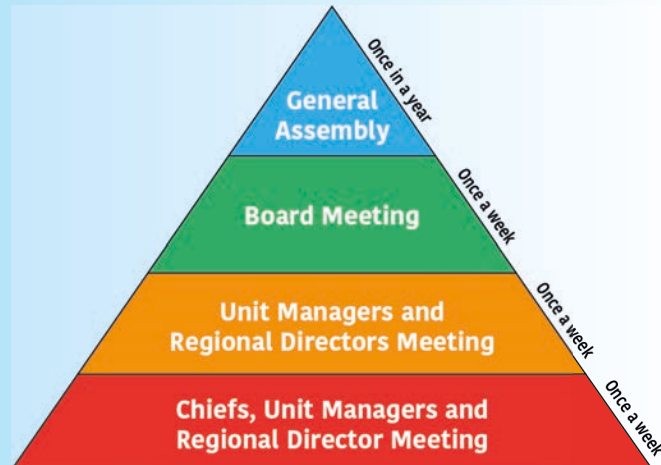 Once in a year
General
Assembly
Once a week
Board Meeting
Once a week
Unit Managers and
Regional Directors Meeting
Once a week
Chiefs, Unit Managers and
Regional Director Meeting